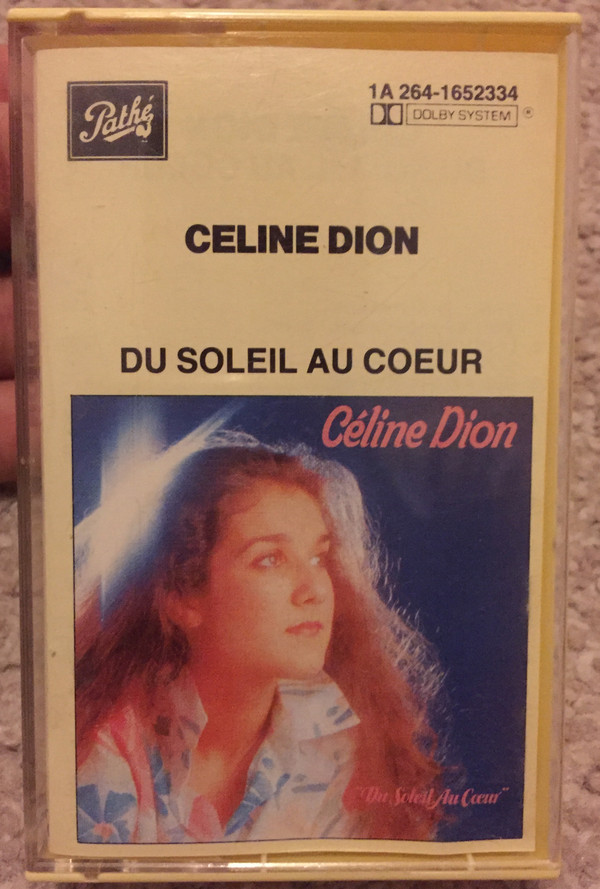 Pathé
1A 264-1652334
DOLBY SYSTEM ®
CELINE DION
DU SOLEIL AU COEUR
Céline Dion
"Du Soleil Au Cœur"